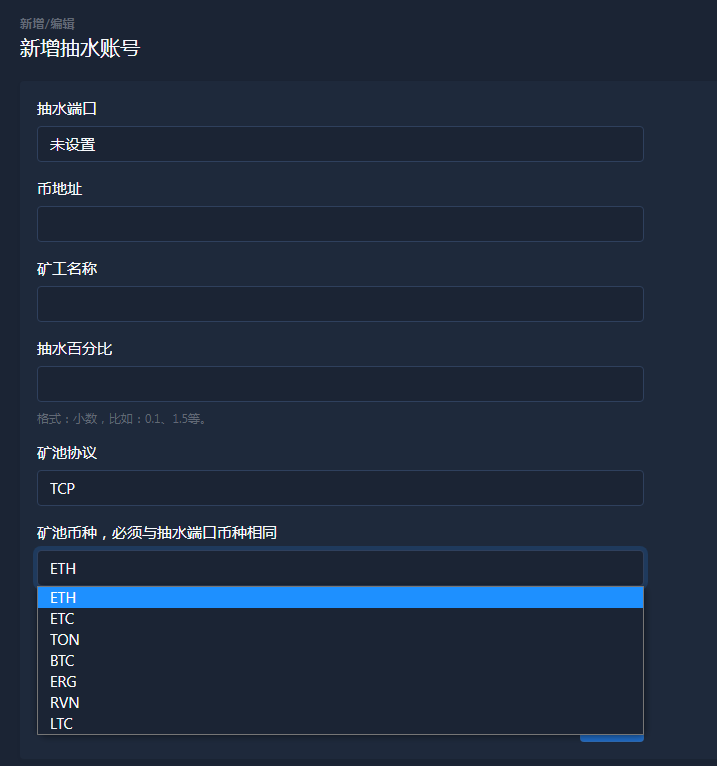 新增/编辑
新增抽水账号
抽水端口
未设置
币地址
矿工名称
抽水百分比
格式：小数，比如：0.1、1.5等。
矿池协议
TCP
矿池币种，必须与抽水端口币种相同
ETH
ETH
ETC
TON
BTC
ERG
RVN
LTC